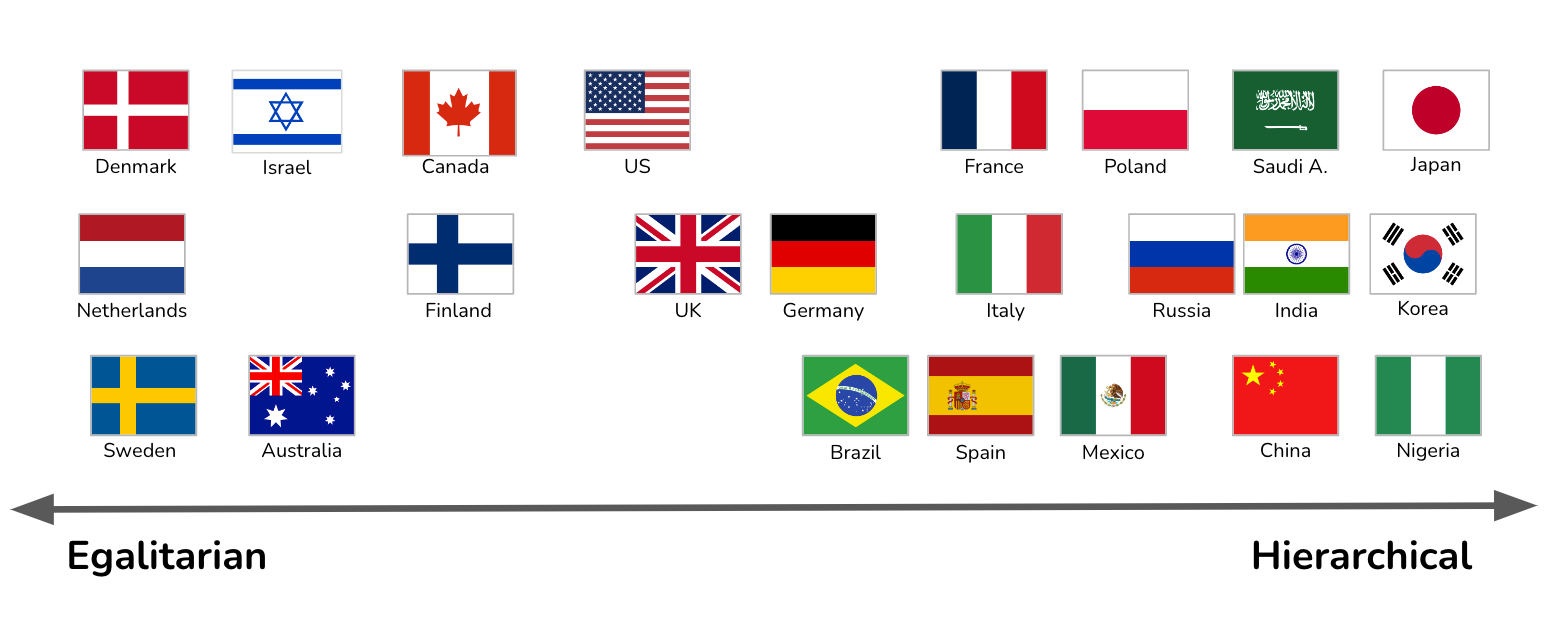 Denmark
Israel
Canada
US
France
Poland
Saudi A.
Japan
Netherlands
Finland
UK
Germany
Italy
Russia
India
Korea
Sweden
Australia
Brazil
Spain
Mexico
China
Nigeria
Egalitarian
Hierarchical